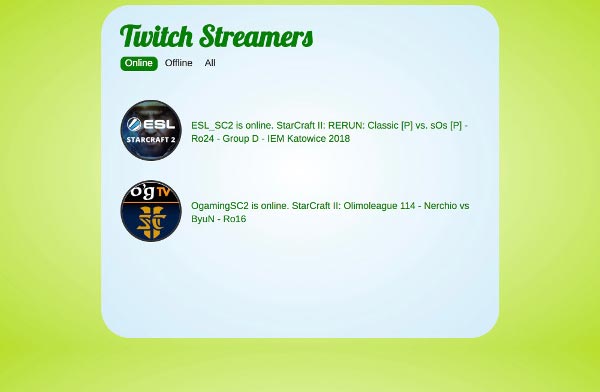 Twitch Streamers
Online Offline All
ESL
STARCRAFT 2
ESL_SC2 is online. StarCraft II: RERUN: Classic [P] vs. sOs [P] -
Ro24 - Group D - IEM Katowice 2018
o'g TV
SC
OgamingSC2 is online. StarCraft II: Olimoleague 114 - Nerchio vs
ByuN - Ro16